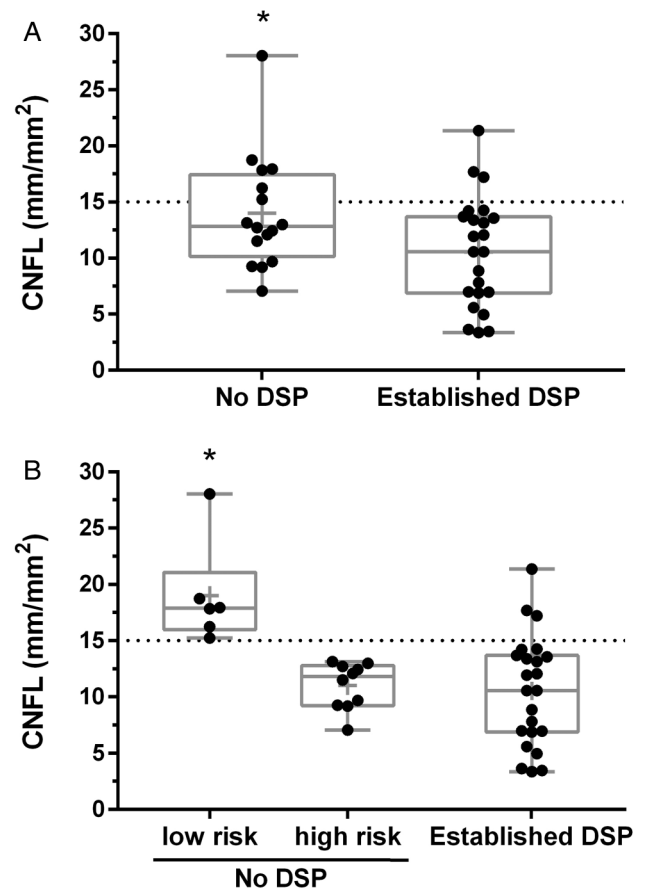 A
*
30
25
20
15
10
5
0
CNFL (mm/mm²)
No DSP
Established DSP
B
*
30
25
20
15
10
5
0
CNFL (mm/mm²)
low risk
high risk
Established DSP
No DSP